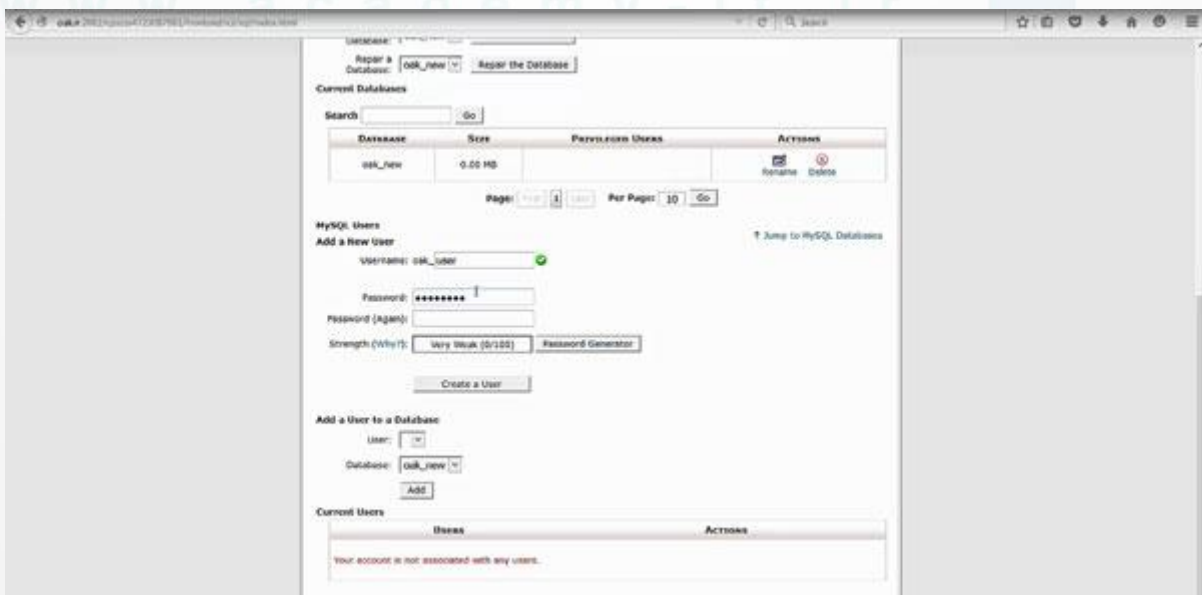 Search
Database:
Repair a Database: oak_new Repair the Database
Current Databases
Search Go
Database Size Privileged Users Actions
oak_new 0.00 MB Rename Delete
Page: 1 Per Page: 10 Go
MySQL Users
↑ Jump to MySQL Databases
Add a New User
Username: oak_user
Password: ••••••••
Password (Again):
Strength (Why?): Very Weak (0/100) Password Generator
Create a User
Add a User to a Database
User:
Database: oak_new
Add
Current Users
Users Actions
Your account is not associated with any users.